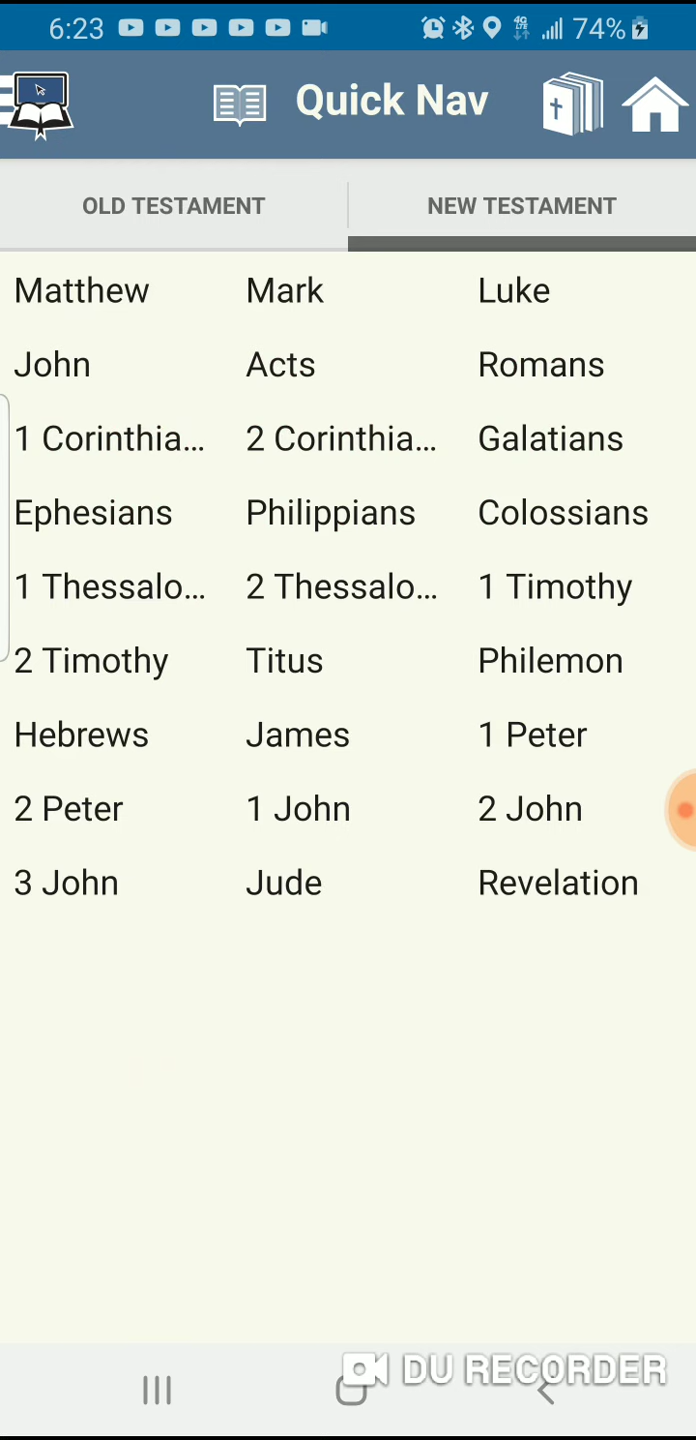 6:23 4G LTE 74%
Quick Nav
OLD TESTAMENT NEW TESTAMENT
Matthew Mark Luke
John Acts Romans
1 Corinthia... 2 Corinthia... Galatians
Ephesians Philippians Colossians
1 Thessalo... 2 Thessalo... 1 Timothy
2 Timothy Titus Philemon
Hebrews James 1 Peter
2 Peter 1 John 2 John
3 John Jude Revelation
DU RECORDER